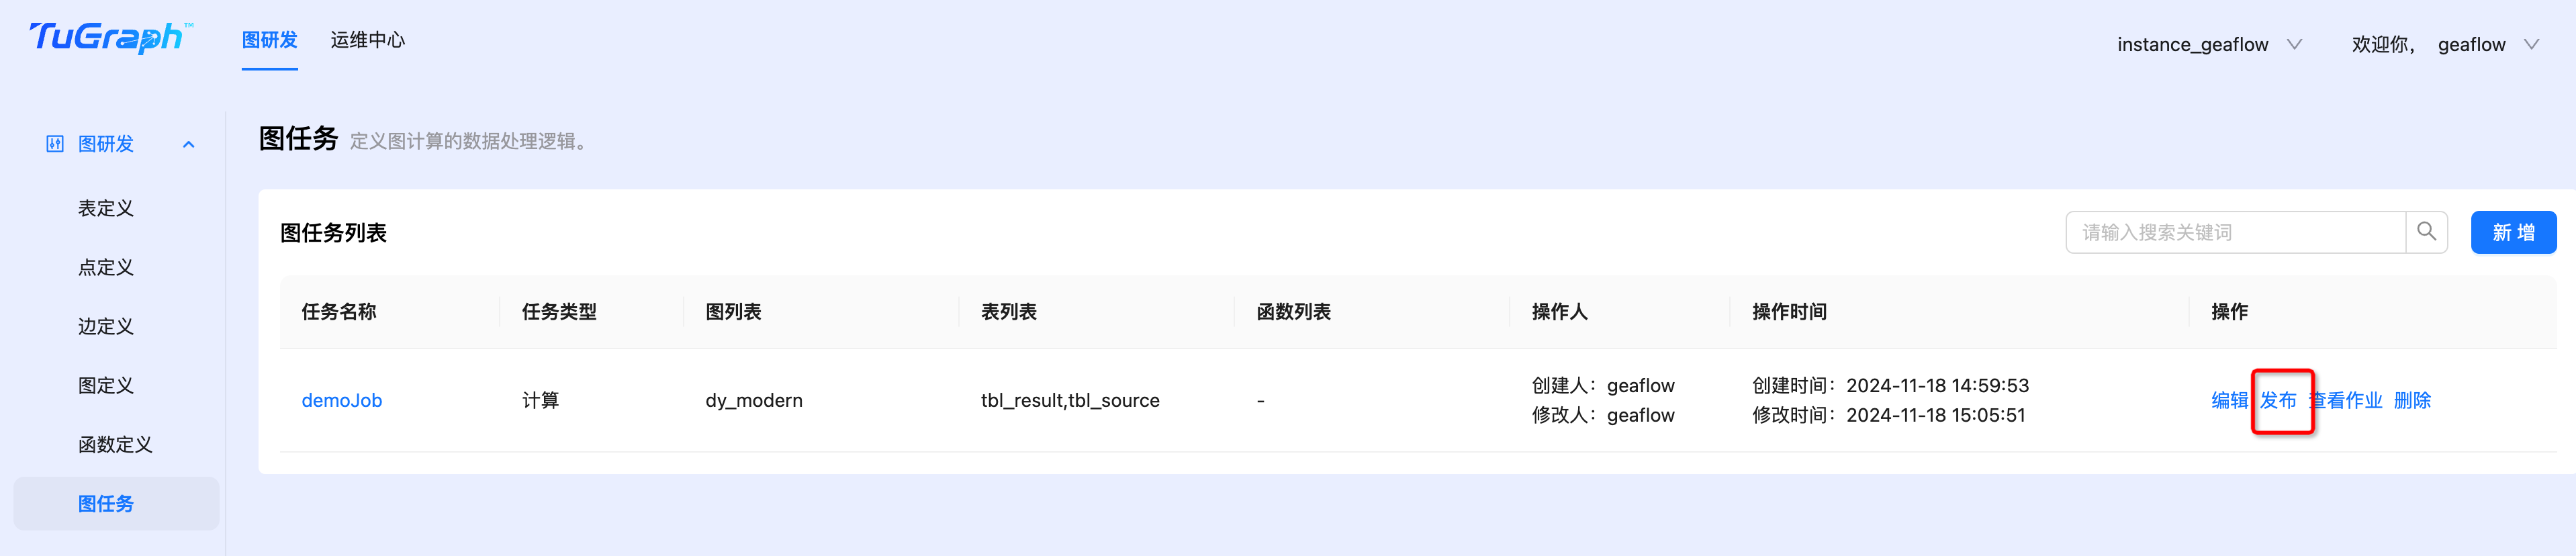 TuGraph™
图研发
运维中心
instance_geaflow
欢迎你， geaflow
图研发
表定义
点定义
边定义
图定义
函数定义
图任务
图任务 定义图计算的数据处理逻辑。
图任务列表
请输入搜索关键词
新 增
任务名称 任务类型 图列表 表列表 函数列表 操作人 操作时间 操作
demoJob 计算 dy_modern tbl_result,tbl_source - 创建人：geaflow 创建时间：2024-11-18 14:59:53 编辑 发布 查看作业 删除
修改人：geaflow 修改时间：2024-11-18 15:05:51